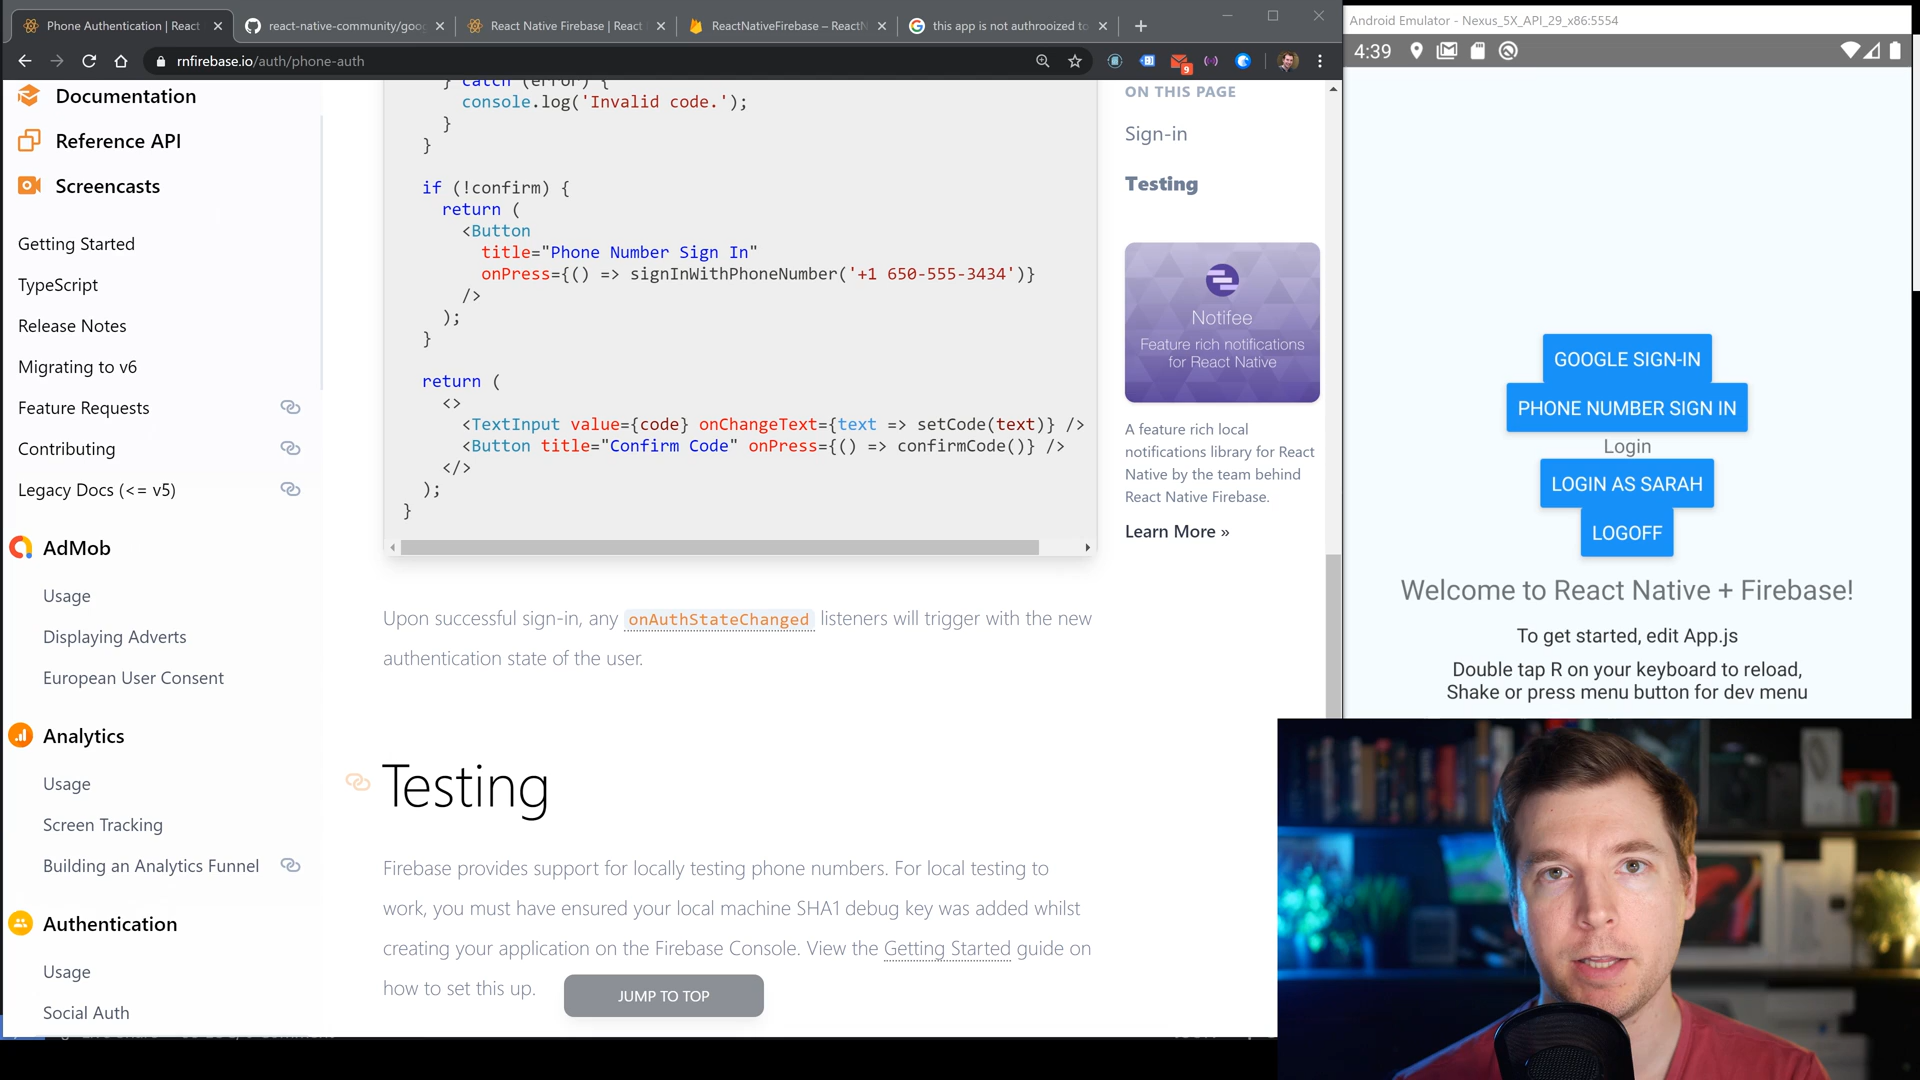 Phone Authentication | React
react-native-community/goog
React Native Firebase | React
ReactNativeFirebase – ReactN
this app is not authrooized to
Android Emulator - Nexus_5X_API_29_x86:5554
rnfirebase.io/auth/phone-auth
9
4:39
Documentation
Reference API
Screencasts
Getting Started
TypeScript
Release Notes
Migrating to v6
Feature Requests
Contributing
Legacy Docs (<= v5)
AdMob
Usage
Displaying Adverts
European User Consent
Analytics
Usage
Screen Tracking
Building an Analytics Funnel
Authentication
Usage
Social Auth
} catch (error) {
console.log('Invalid code.');
}
}
if (!confirm) {
return (
<Button
title="Phone Number Sign In"
onPress={() => signInWithPhoneNumber('+1 650-555-3434')}
/>
);
}
return (
<>
<TextInput value={code} onChangeText={text => setCode(text)} />
<Button title="Confirm Code" onPress={() => confirmCode()} />
</>
);
}
Upon successful sign-in, any onAuthStateChanged listeners will trigger with the new
authentication state of the user.
Testing
Firebase provides support for locally testing phone numbers. For local testing to
work, you must have ensured your local machine SHA1 debug key was added whilst
creating your application on the Firebase Console. View the Getting Started guide on
how to set this up.
JUMP TO TOP
ON THIS PAGE
Sign-in
Testing
Notifee
Feature rich notifications
for React Native
A feature rich local
notifications library for React
Native by the team behind
React Native Firebase.
Learn More »
GOOGLE SIGN-IN
PHONE NUMBER SIGN IN
Login
LOGIN AS SARAH
LOGOFF
Welcome to React Native + Firebase!
To get started, edit App.js
Double tap R on your keyboard to reload,
Shake or press menu button for dev menu